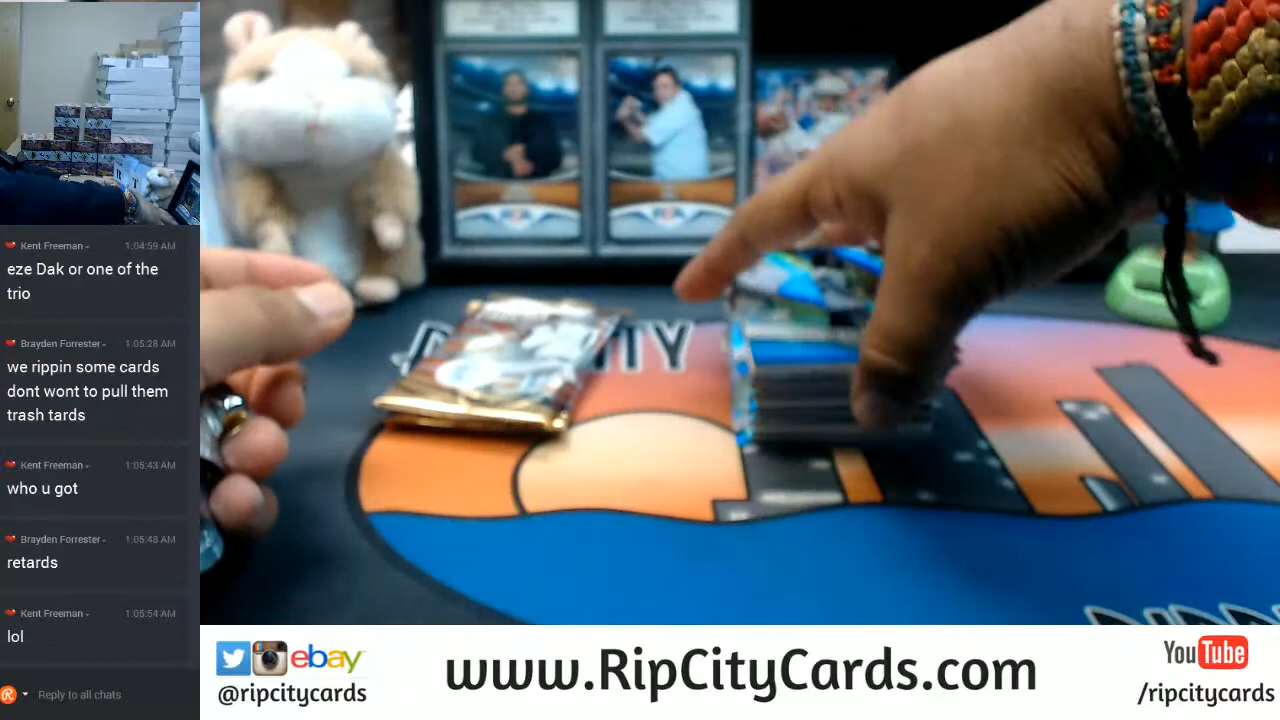 Kent Freeman
1:04:59 AM
eze Dak or one of the
trio
Brayden Forrester
1:05:28 AM
we rippin some cards
dont wont to pull them
trash tards
Kent Freeman
1:05:43 AM
who u got
Brayden Forrester
1:05:48 AM
retards
Kent Freeman
1:05:54 AM
lol
Reply to all chats
ebay
@ripcitycards
www.RipCityCards.com
YouTube
/ripcitycards